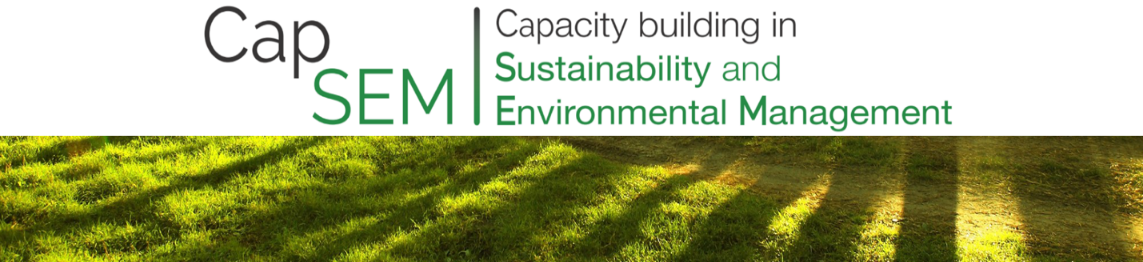 Cap
SEM
Capacity building in
Sustainability and
Environmental Management